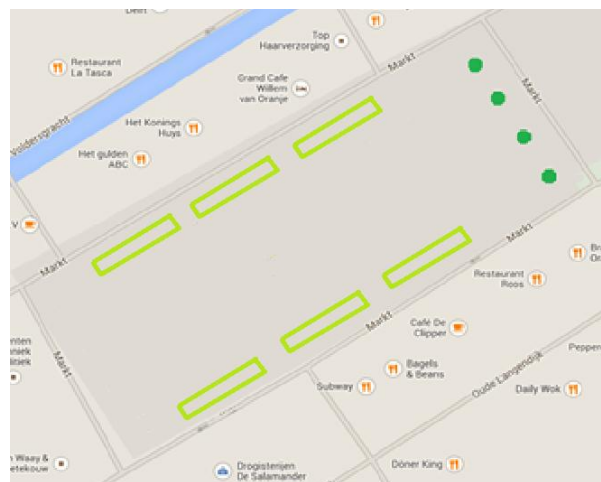 Delft
Top
Haarverzorging
Restaurant
La Tasca
Markt
Markt
Grand Cafe
Willem
van Oranje
Voldersgracht
Het Konings
Huys
Het gulden
ABC
V
Markt
Markt
Restaurant
Roos
Markt
Café De
Clipper
Markt
Bagels
& Beans
Subway
Oude Langendijk
Daily Wok
Döner King
Drogisterijen
De Salamander